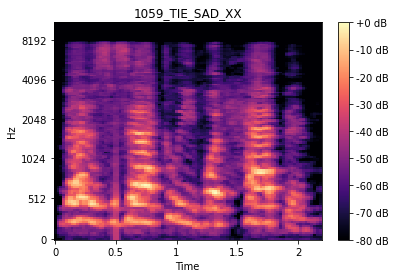 1059_TIE_SAD_XX
+0 dB
8192
-10 dB
4096
-20 dB
-30 dB
2048
Hz
-40 dB
1024
-50 dB
512
-60 dB
-70 dB
0
-80 dB
0
0.5
1
1.5
2
Time